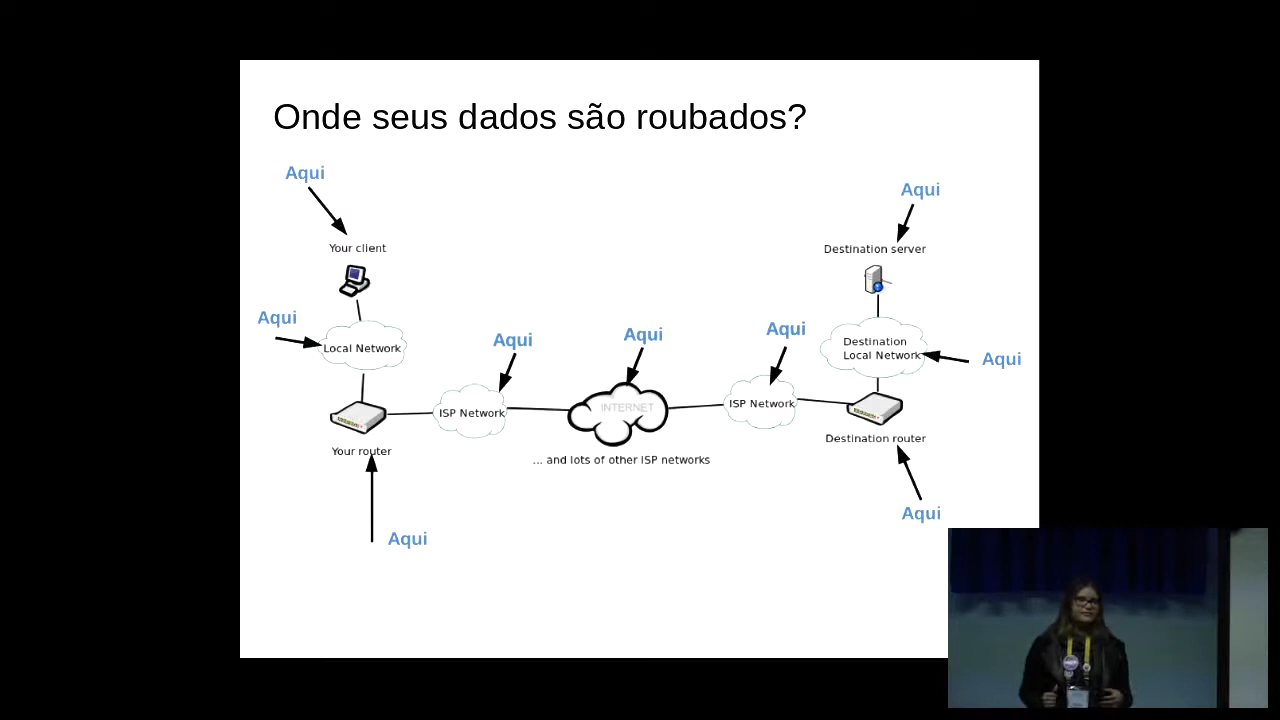 Onde seus dados são roubados?
Aqui
Aqui
Your client
Destination server
Aqui
Aqui
Aqui
Aqui
Local Network
Destination
Local Network
Aqui
ISP Network
INTERNET
ISP Network
Your router
Destination router
... and lots of other ISP networks
Aqui
Aqui